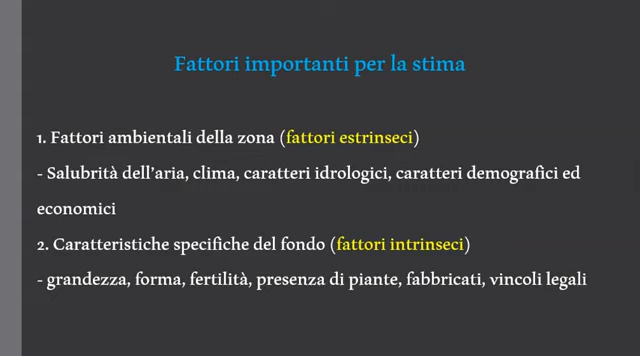 Fattori importanti per la stima
1. Fattori ambientali della zona (fattori estrinseci)
- Salubrità dell'aria, clima, caratteri idrologici, caratteri demografici ed
economici
2. Caratteristiche specifiche del fondo (fattori intrinseci)
- grandezza, forma, fertilità, presenza di piante, fabbricati, vincoli legali